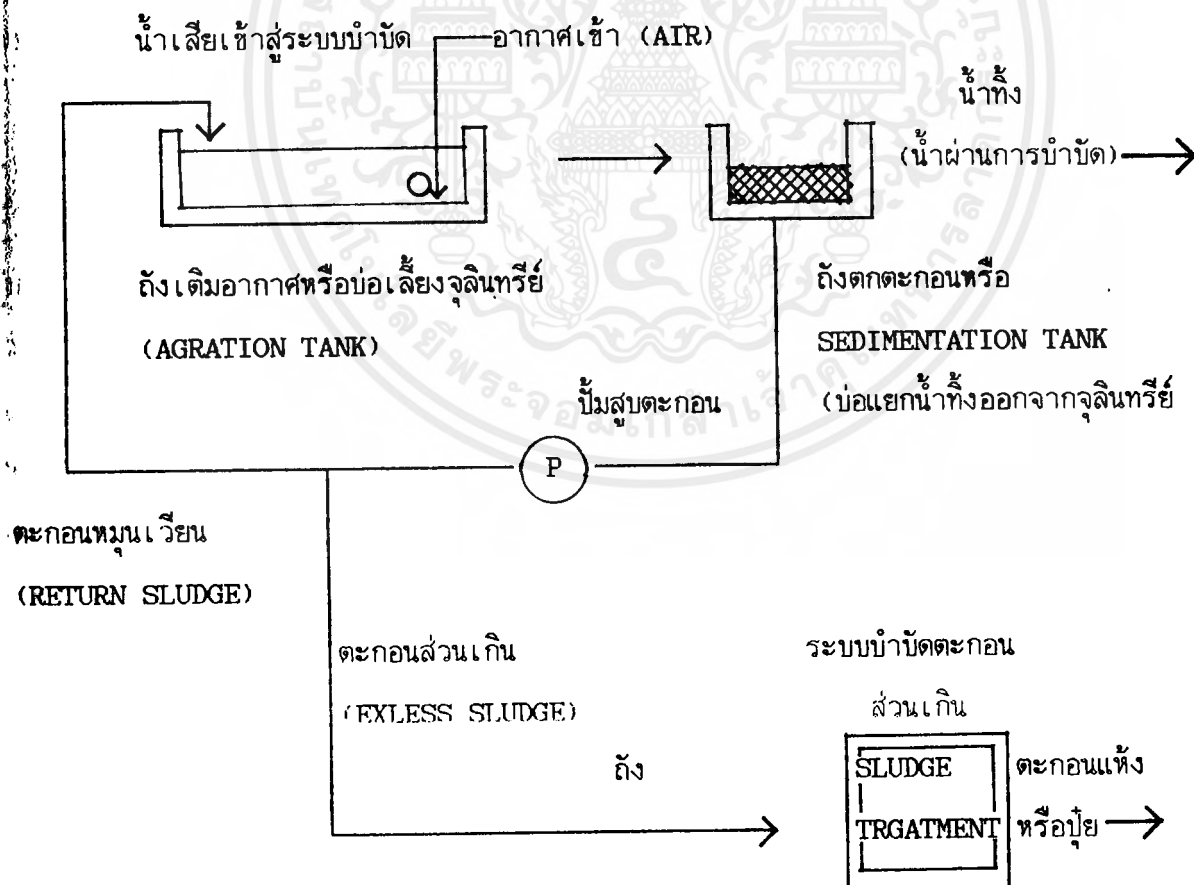 น้ำเสียเข้าสู่ระบบบำบัด
อากาศเข้า (AIR)
น้ำทิ้ง
(น้ำผ่านการบำบัด)
ถังเติมอากาศหรือบ่อเลี้ยงจุลินทรีย์
(AGRATION TANK)
ถังตกตะกอนหรือ
SEDIMENTATION TANK
(บ่อแยกน้ำทิ้งออกจากจุลินทรีย์
ปั้มสูบตะกอน
P
ตะกอนหมุนเวียน
(RETURN SLUDGE)
ตะกอนส่วนเกิน
(EXLESS SLUDGE)
ถัง
ระบบบำบัดตะกอน
ส่วนเกิน
SLUDGE
TRGATMENT
ตะกอนแห้ง
หรือปุ๋ย